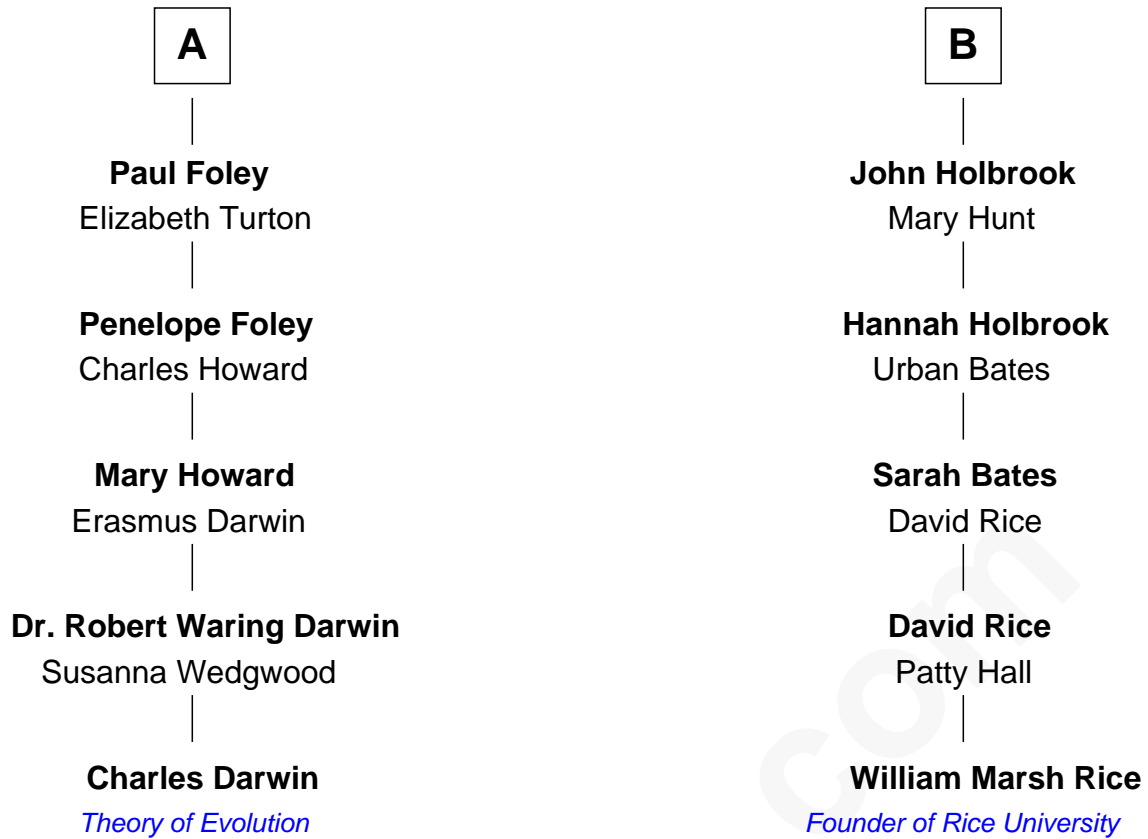 A
Paul Foley
Elizabeth Turton
Penelope Foley
Charles Howard
Mary Howard
Erasmus Darwin
Dr. Robert Waring Darwin
Susanna Wedgwood
Charles Darwin
Theory of Evolution
B
John Holbrook
Mary Hunt
Hannah Holbrook
Urban Bates
Sarah Bates
David Rice
David Rice
Patty Hall
William Marsh Rice
Founder of Rice University
com